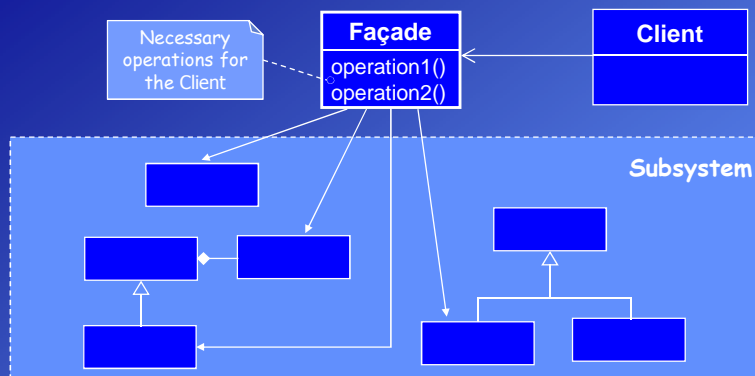 Necessary
operations for
the Client
Façade
operation1()
operation2()
Client
Subsystem